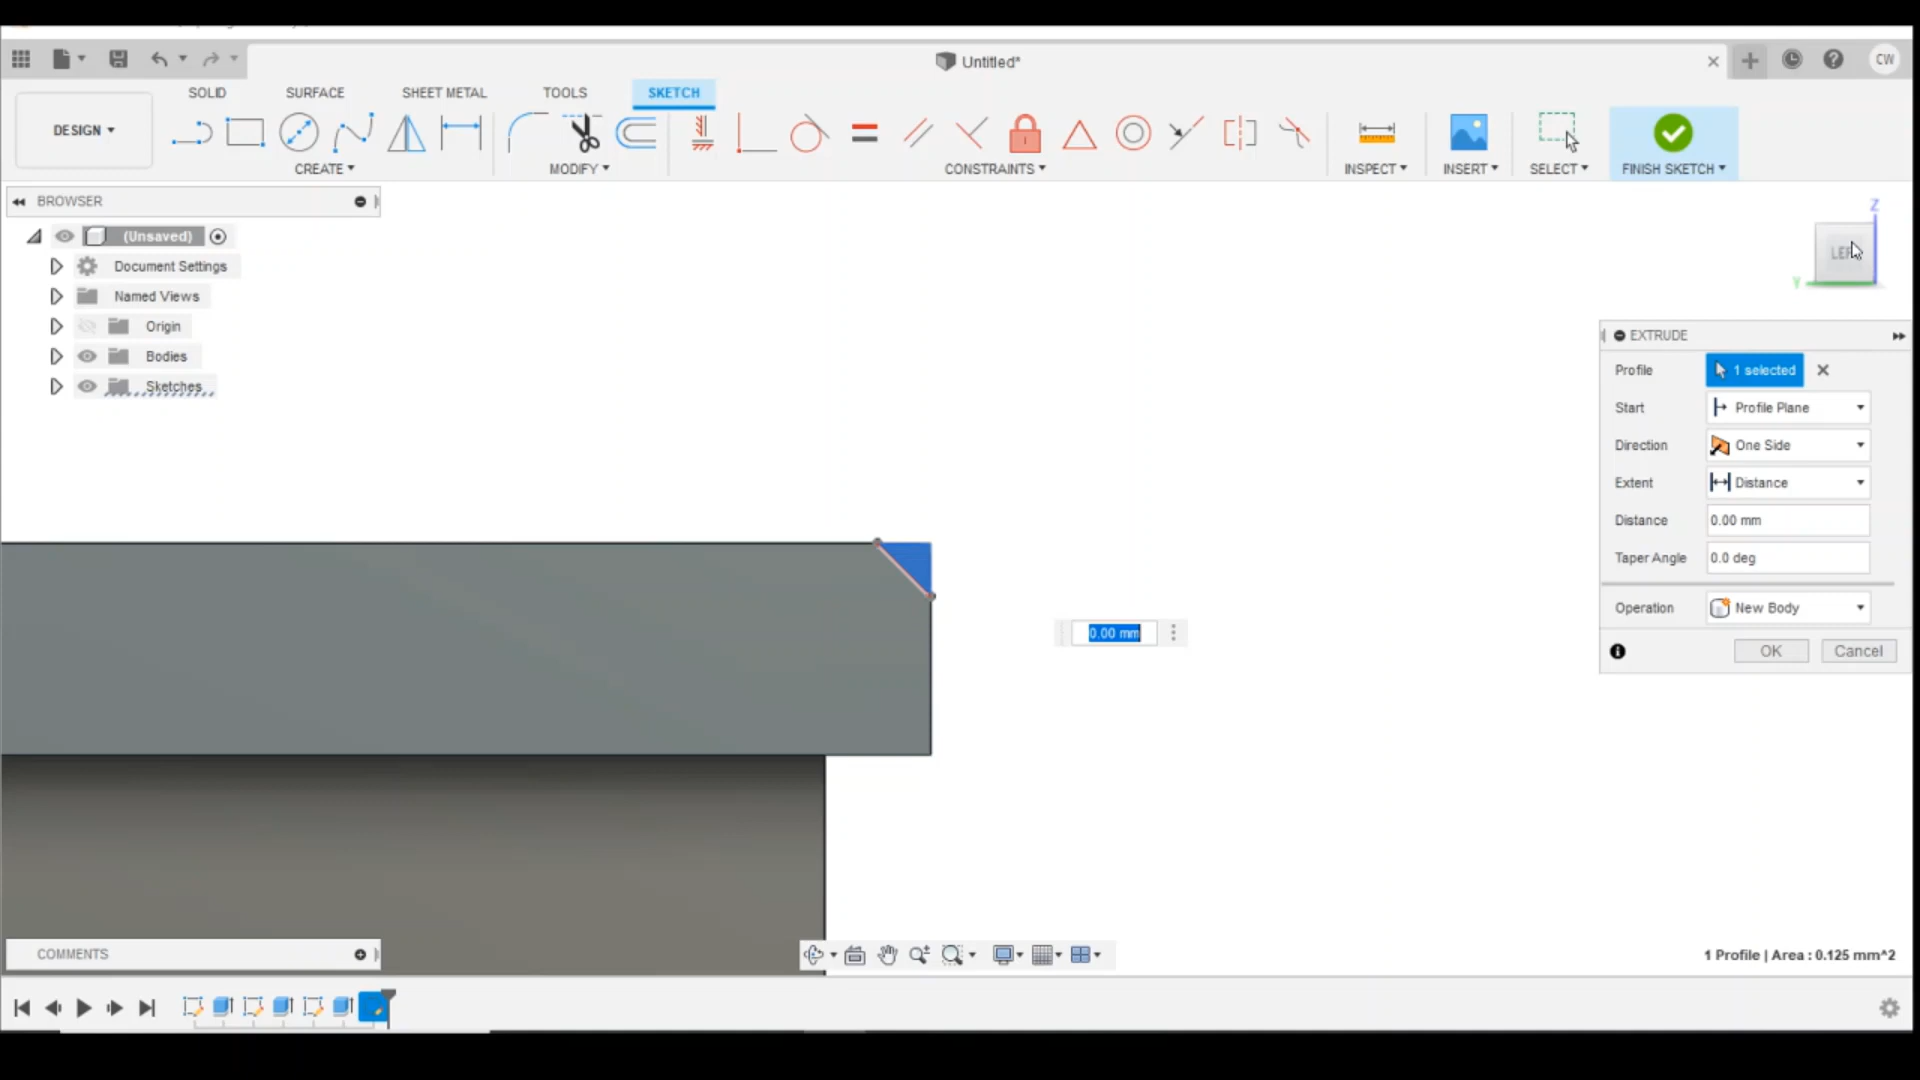 Untitled*
CW
SOLID
SURFACE
SHEET METAL
TOOLS
SKETCH
DESIGN
CREATE
MODIFY
CONSTRAINTS
INSPECT
INSERT
SELECT
FINISH SKETCH
BROWSER
(Unsaved)
Document Settings
Named Views
Origin
Bodies
Sketches
Z
Y
EXTRUDE
Profile 1 selected
Start Profile Plane
Direction One Side
Extent Distance
Distance 0.00 mm
Taper Angle 0.0 deg
Operation New Body
OK Cancel
0.00 mm
COMMENTS
1 Profile | Area : 0.125 mm^2